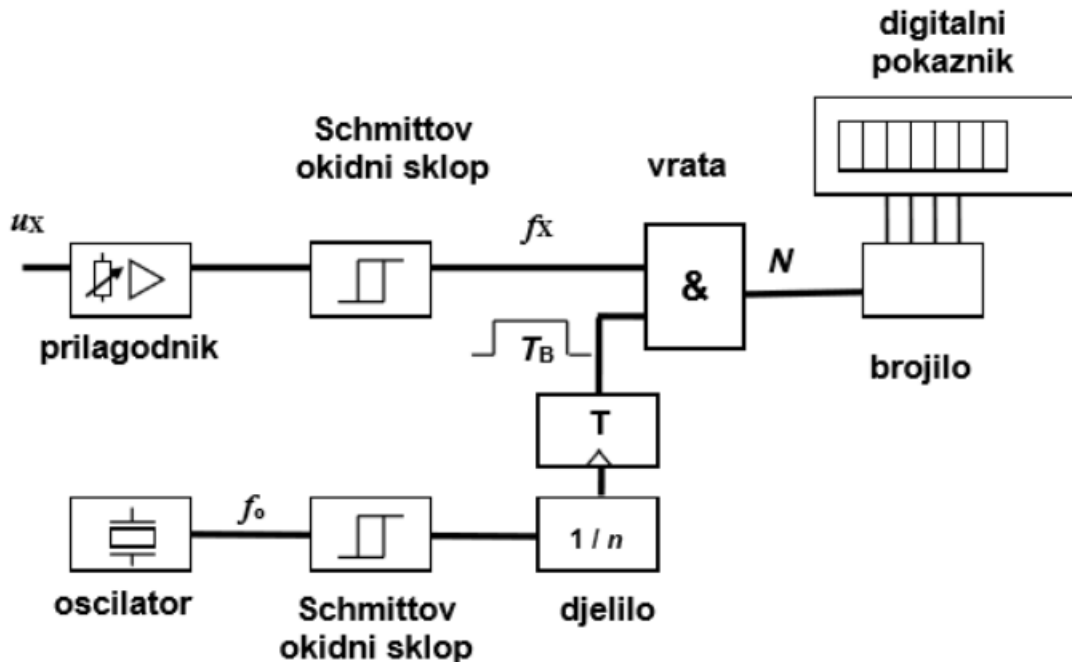 digitalni
pokaznik
Schmittov
okidni sklop
vrata
uX
fX
&
N
prilagodnik
TB
brojilo
T
fo
1 / n
oscilator
Schmittov
okidni sklop
djelilo